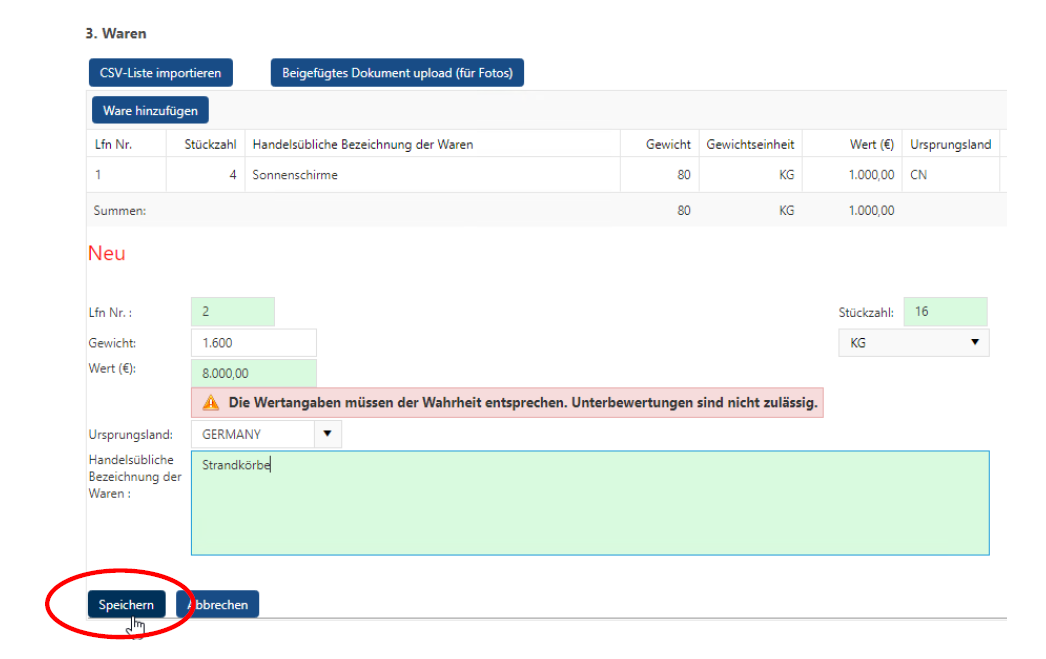 3. Waren
CSV-Liste importieren Beigefügtes Dokument upload (für Fotos)
Ware hinzufügen
Lfn Nr. Stückzahl Handelsübliche Bezeichnung der Waren Gewicht Gewichtseinheit Wert (€) Ursprungsland
1 4 Sonnenschirme 80 KG 1.000,00 CN
Summen: 80 KG 1.000,00
Neu
Lfn Nr. : 2 Stückzahl: 16
Gewicht: 1.600 KG
Wert (€): 8.000,00
Die Wertangaben müssen der Wahrheit entsprechen. Unterbewertungen sind nicht zulässig.
Ursprungsland: GERMANY
Handelsübliche
Bezeichnung der
Waren :
Strandkörbe
Speichern Abbrechen